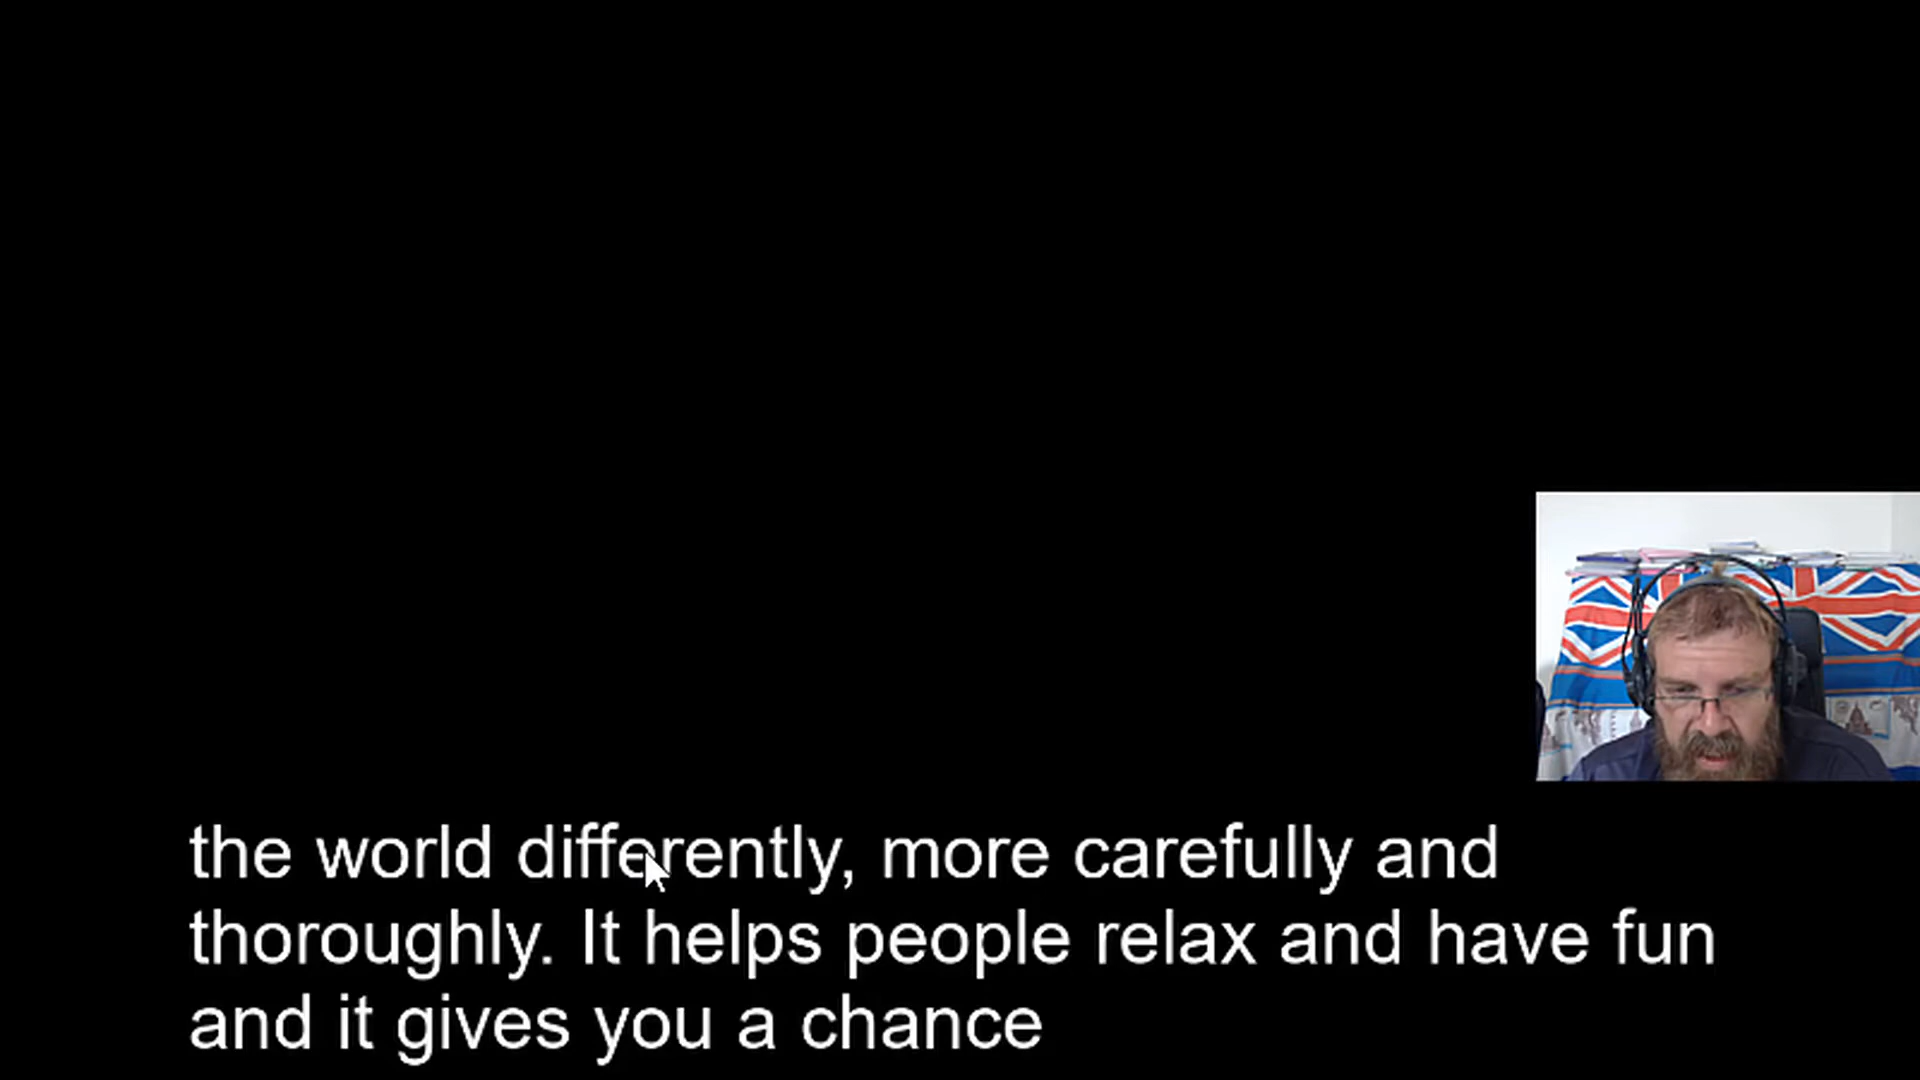 the world differently, more carefully and
thoroughly. It helps people relax and have fun
and it gives you a chance